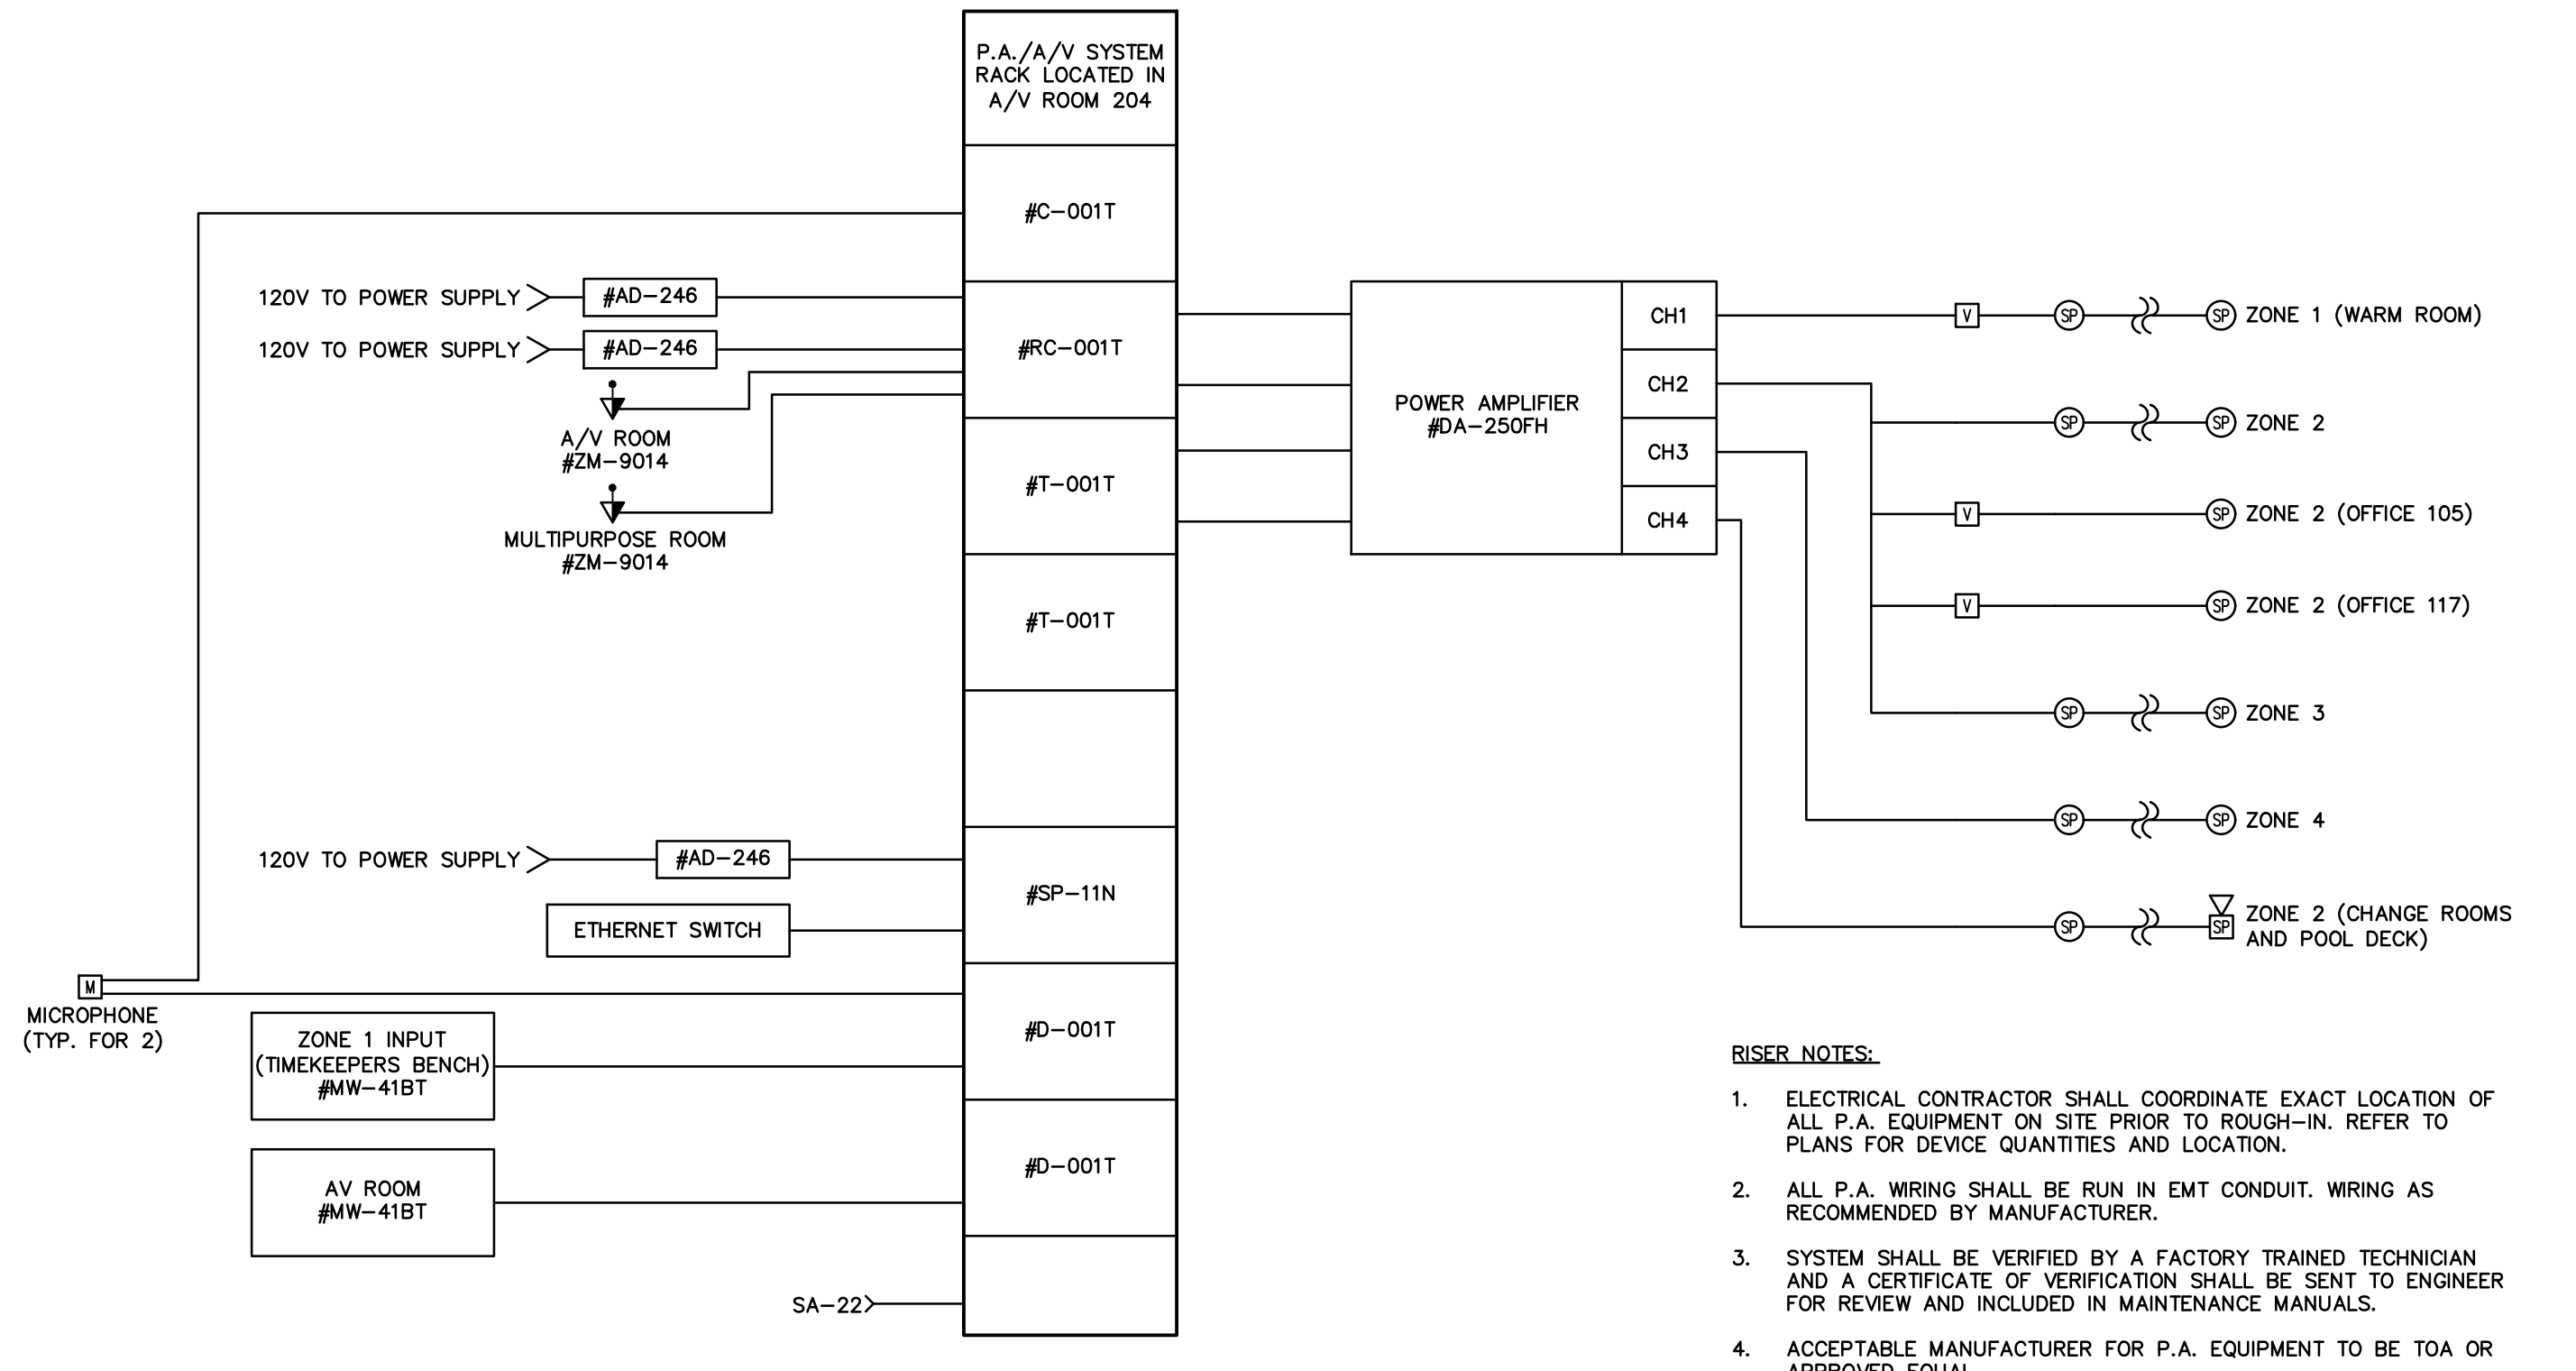 P.A./A/V SYSTEM
RACK LOCATED IN
A/V ROOM 204
#C-001T
#RC-001T
#T-001T
#T-001T
#SP-11N
#D-001T
#D-001T
120V TO POWER SUPPLY
#AD-246
120V TO POWER SUPPLY
#AD-246
A/V ROOM
#ZM-9014
MULTIPURPOSE ROOM
#ZM-9014
120V TO POWER SUPPLY
#AD-246
ETHERNET SWITCH
M
MICROPHONE
(TYP. FOR 2)
ZONE 1 INPUT
(TIMEKEEPERS BENCH)
#MW-41BT
AV ROOM
#MW-41BT
SA-22
POWER AMPLIFIER
#DA-250FH
CH1
CH2
CH3
CH4
V SP SP ZONE 1 (WARM ROOM)
SP SP ZONE 2
V SP ZONE 2 (OFFICE 105)
V SP ZONE 2 (OFFICE 117)
SP SP ZONE 3
SP SP ZONE 4
SP SP ZONE 2 (CHANGE ROOMS
AND POOL DECK)
RISER NOTES:
1. ELECTRICAL CONTRACTOR SHALL COORDINATE EXACT LOCATION OF
ALL P.A. EQUIPMENT ON SITE PRIOR TO ROUGH-IN. REFER TO
PLANS FOR DEVICE QUANTITIES AND LOCATION.
2. ALL P.A. WIRING SHALL BE RUN IN EMT CONDUIT. WIRING AS
RECOMMENDED BY MANUFACTURER.
3. SYSTEM SHALL BE VERIFIED BY A FACTORY TRAINED TECHNICIAN
AND A CERTIFICATE OF VERIFICATION SHALL BE SENT TO ENGINEER
FOR REVIEW AND INCLUDED IN MAINTENANCE MANUALS.
4. ACCEPTABLE MANUFACTURER FOR P.A. EQUIPMENT TO BE TOA OR